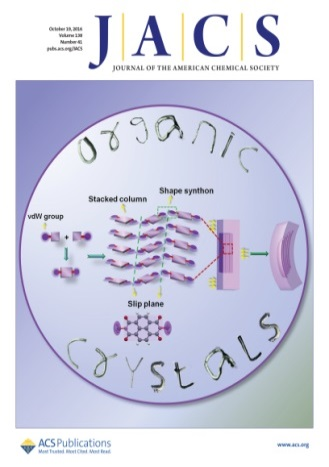 October 19, 2016
Volume 138
Number 41
pubs.acs.org/JACS
J|A|C|S
JOURNAL OF THE AMERICAN CHEMICAL SOCIETY
organic
Shape synthon
Stacked column
vdW group
+
Slip plane
CrYStALS
ACS Publications
Most Trusted. Most Cited. Most Read.
www.acs.org